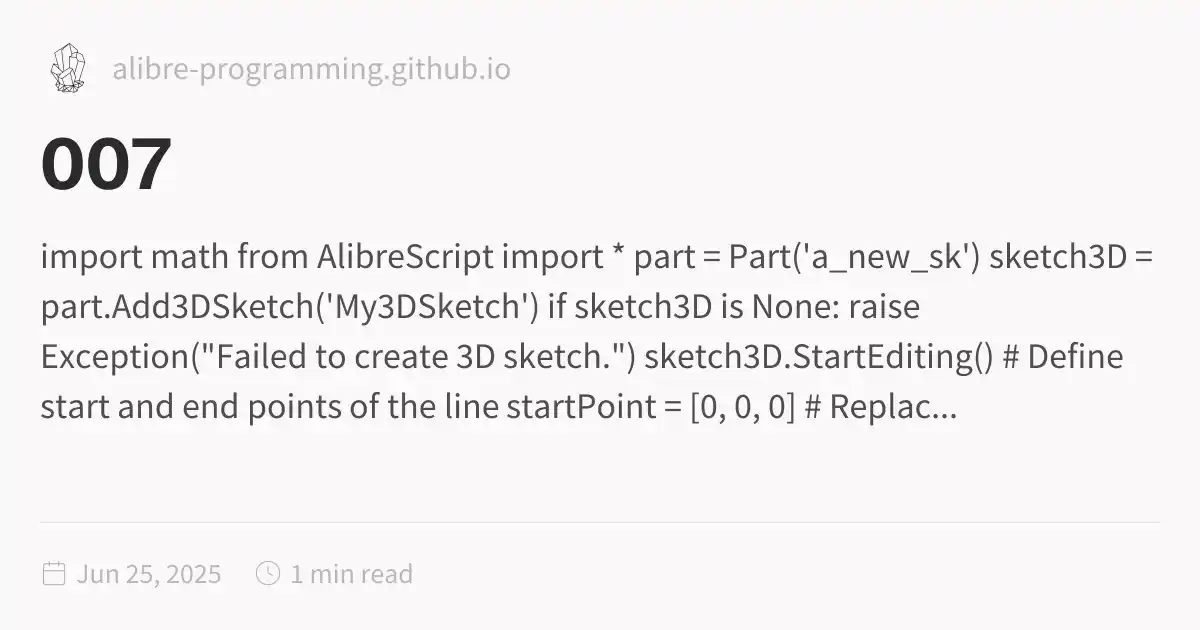 alibre-programming.github.io
007
import math from AlibreScript import * part = Part('a_new_sk') sketch3D =
part.Add3DSketch('My3DSketch') if sketch3D is None: raise
Exception("Failed to create 3D sketch.") sketch3D.StartEditing() # Define
start and end points of the line startPoint = [0, 0, 0] # Replac...
Jun 25, 2025 1 min read